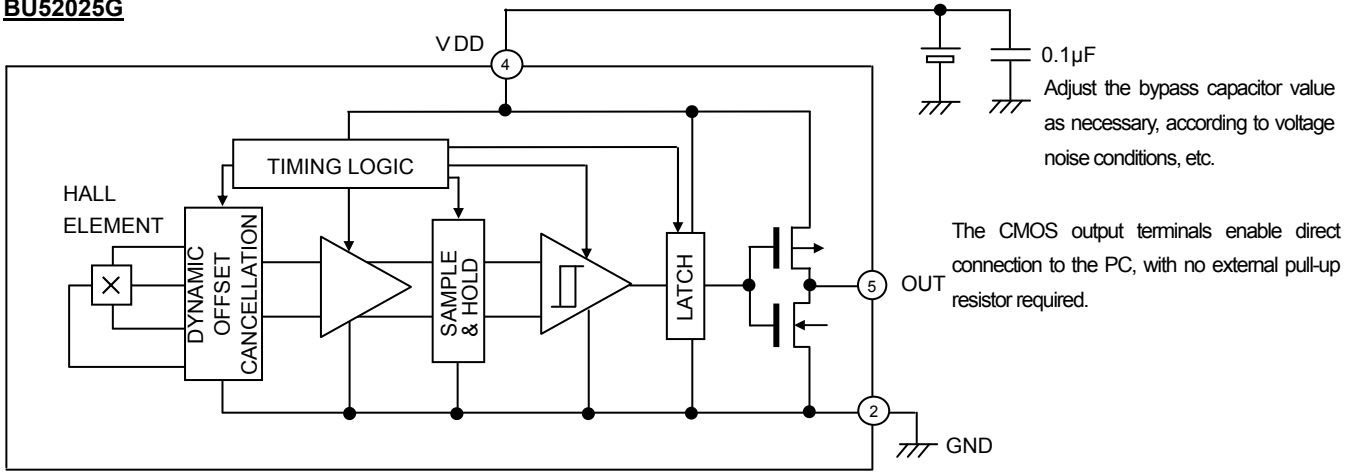 BU52025G
VDD
4
0.1μF
Adjust the bypass capacitor value
as necessary, according to voltage
noise conditions, etc.
TIMING LOGIC
HALL
ELEMENT
DYNAMIC
OFFSET
CANCELLATION
SAMPLE
& HOLD
LATCH
The CMOS output terminals enable direct
connection to the PC, with no external pull-up
resistor required.
5
OUT
2
GND